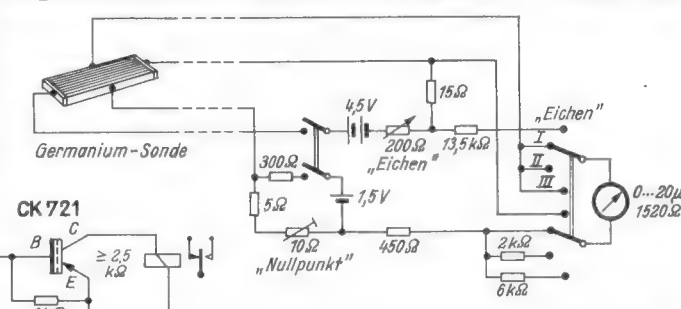 4,5V
15Ω
„Eichen"
Germanium-Sonde
200Ω
13,5kΩ
„Eichen"
I
II
III
300Ω
0...20μ
1520Ω
1,5V
5Ω
CK 721
C
B
≥ 2,5
kΩ
E
10Ω
„Nullpunkt"
450Ω
2kΩ
6kΩ